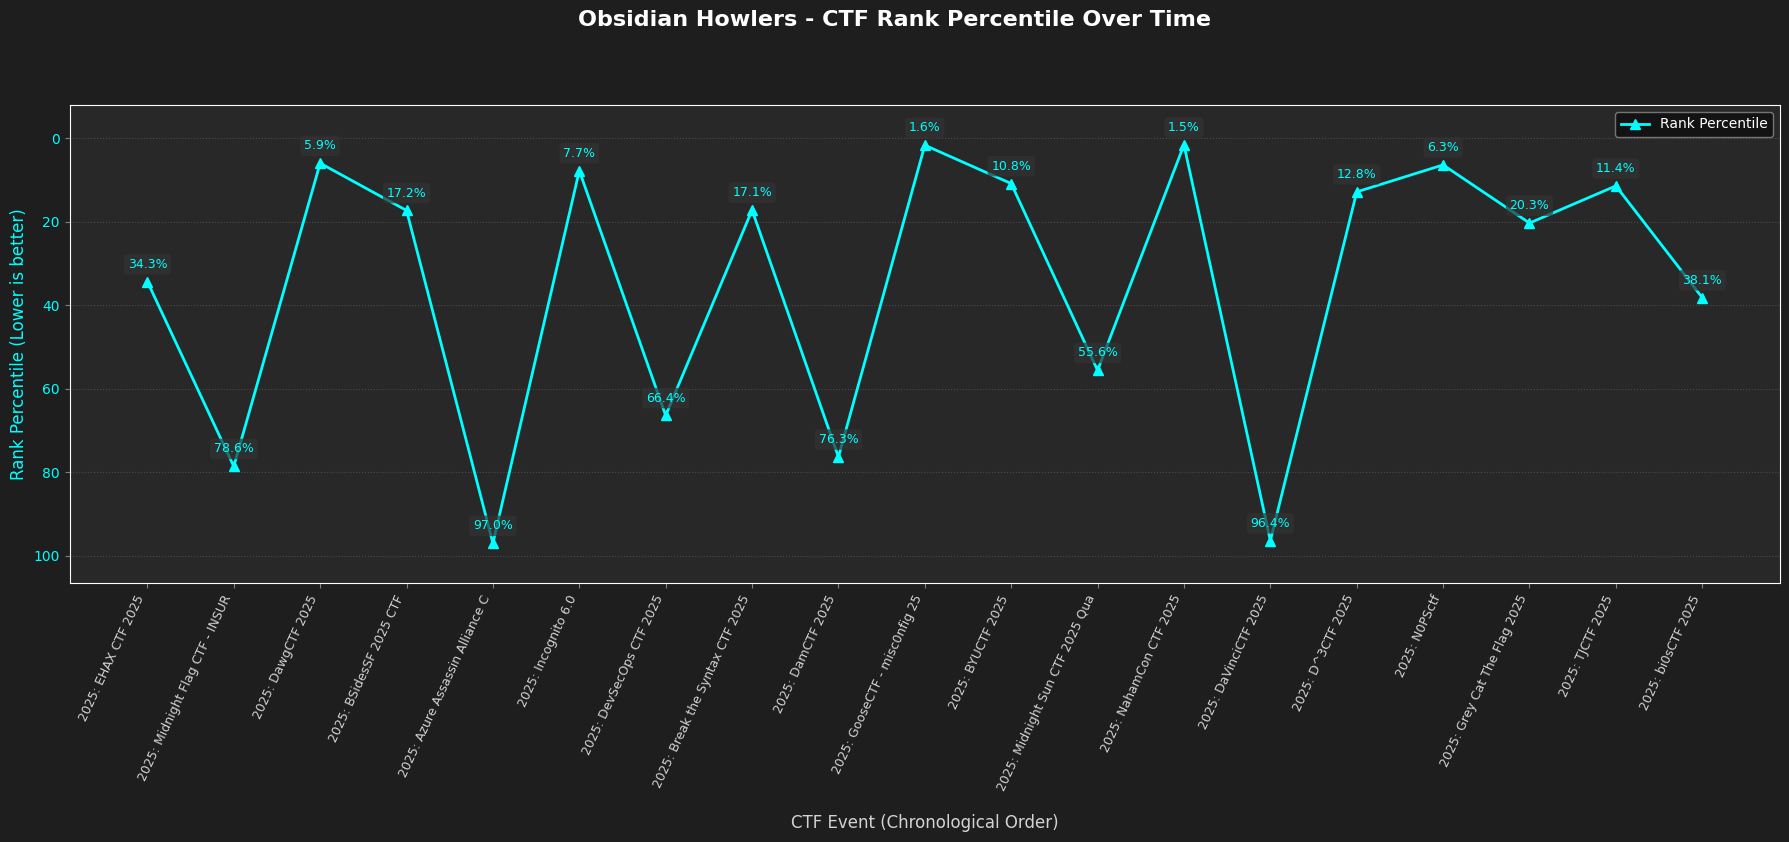 Obsidian Howlers - CTF Rank Percentile Over Time
Rank Percentile
Rank Percentile (Lower is better)
0
20
40
60
80
100
34.3%
78.6%
5.9%
17.2%
97.0%
7.7%
66.4%
17.1%
76.3%
1.6%
10.8%
55.6%
1.5%
96.4%
12.8%
6.3%
20.3%
11.4%
38.1%
2025: EHAX CTF 2025
2025: Midnight Flag CTF - INSUR
2025: DawgCTF 2025
2025: BSidesSF 2025 CTF
2025: Azure Assassin Alliance C
2025: Incognito 6.0
2025: DevSecOps CTF 2025
2025: Break the Syntax CTF 2025
2025: DamCTF 2025
2025: GooseCTF - misc0nfig 25
2025: BYUCTF 2025
2025: Midnight Sun CTF 2025 Qua
2025: NahamCon CTF 2025
2025: DaVinciCTF 2025
2025: D^3CTF 2025
2025: N0PSctf
2025: Grey Cat The Flag 2025
2025: TJCTF 2025
2025: bi0sCTF 2025
CTF Event (Chronological Order)